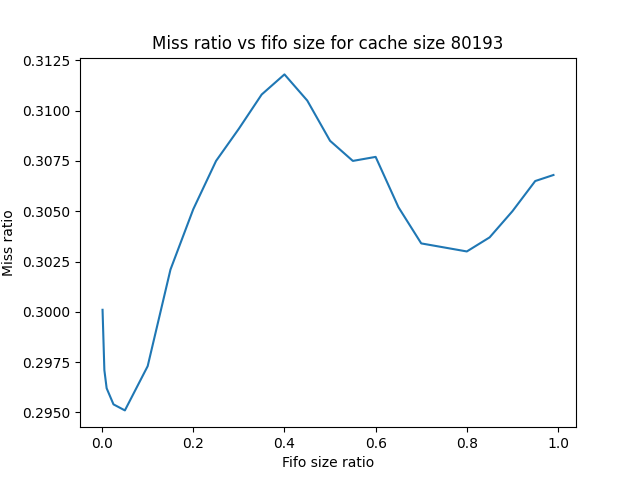 Miss ratio vs fifo size for cache size 80193
0.3125
0.3100
0.3075
0.3050
0.3025
0.3000
0.2975
0.2950
Miss ratio
0.0 0.2 0.4 0.6 0.8 1.0
Fifo size ratio